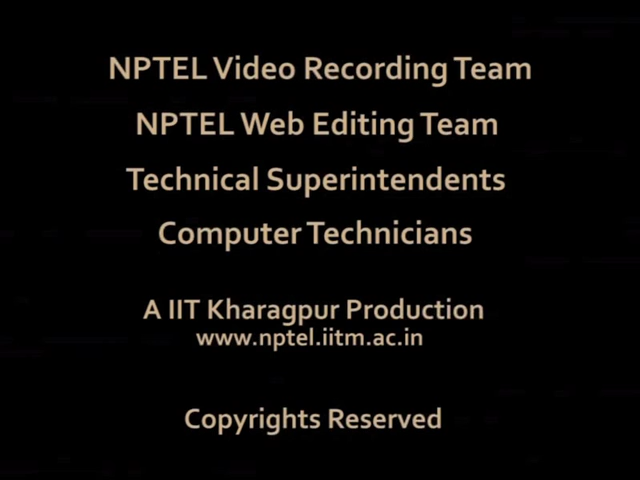 NPTEL Video Recording Team
NPTEL Web Editing Team
Technical Superintendents
Computer Technicians
A IIT Kharagpur Production
www.nptel.iitm.ac.in
Copyrights Reserved